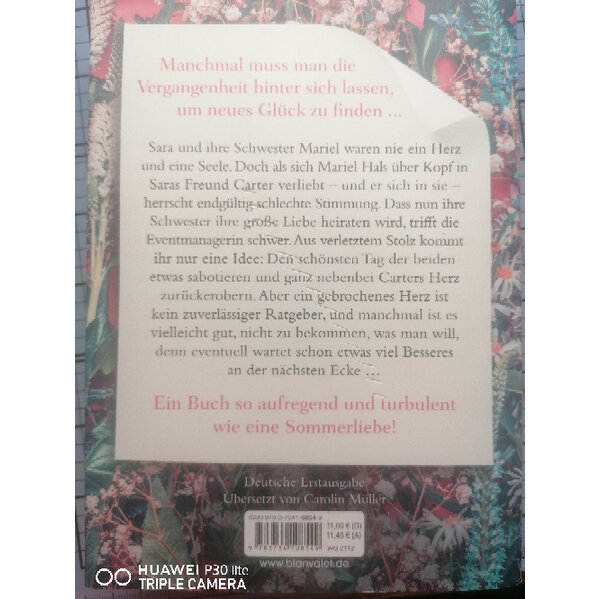 Manchmal muss man die
Vergangenheit hinter sich lassen,
um neues Glück zu finden ...
Sara und ihre Schwester Mariel waren nie ein Herz
und eine Seele. Doch als sich Mariel Hals über Kopf in
Saras Freund Carter verliebt – und er sich in sie –
herrscht endgültig schlechte Stimmung. Dass nun ihre
Schwester ihre große Liebe heiraten wird, trifft die
Eventmanagerin schwer. Aus verletztem Stolz kommt
ihr nur eine Idee: Den schönsten Tag der beiden
etwas sabotieren und ganz nebenbei Carters Herz
zurückerobern. Aber ein gebrochenes Herz ist
kein zuverlässiger Ratgeber, und manchmal ist es
vielleicht gut, nicht zu bekommen, was man will,
denn eventuell wartet schon etwas viel Besseres
an der nächsten Ecke ...
Ein Buch so aufregend und turbulent
wie eine Sommerliebe!
Deutsche Erstausgabe
Übersetzt von Carolin Müller
11,00 € (D)
11,40 € (A)
WG 2112
www.blanvalet.de
HUAWEI P30 lite
TRIPLE CAMERA